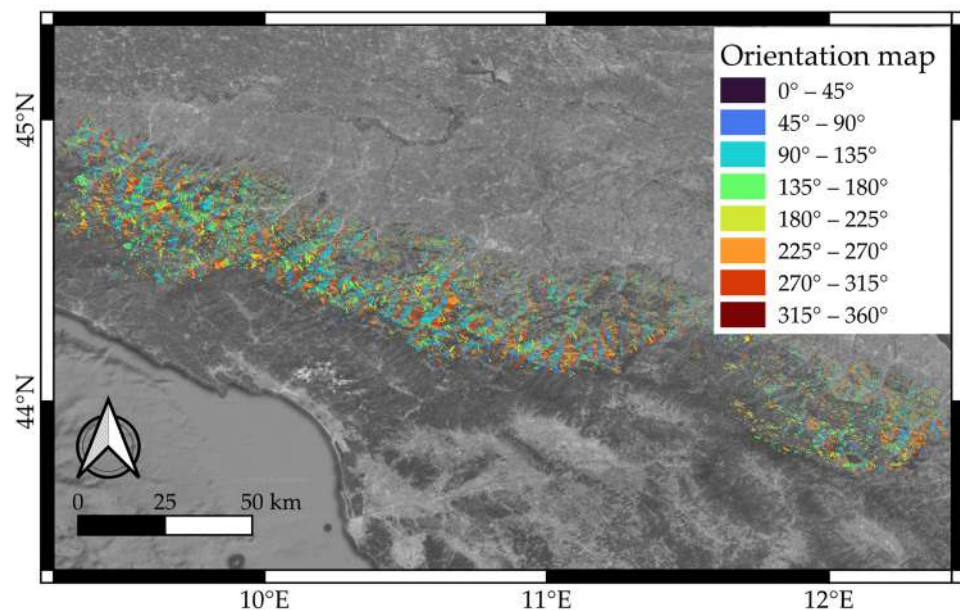 Orientation map
0° – 45°
45° – 90°
90° – 135°
135° – 180°
180° – 225°
225° – 270°
270° – 315°
315° – 360°
45°N
44°N
0 25 50 km
10°E 11°E 12°E